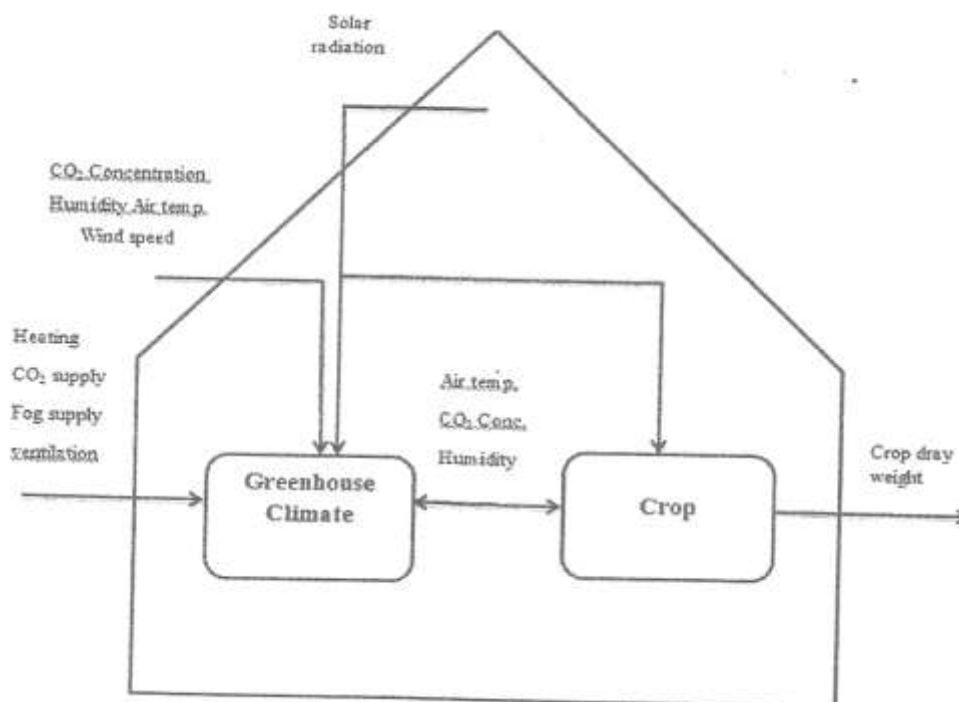 Solar
radiation
CO₂ Concentration,
Humidity Air temp,
Wind speed
Heating
CO₂ supply
Fog supply
ventilation
Air temp,
CO₂ Conc,
Humidity
Greenhouse
Climate
Crop
Crop dray
weight